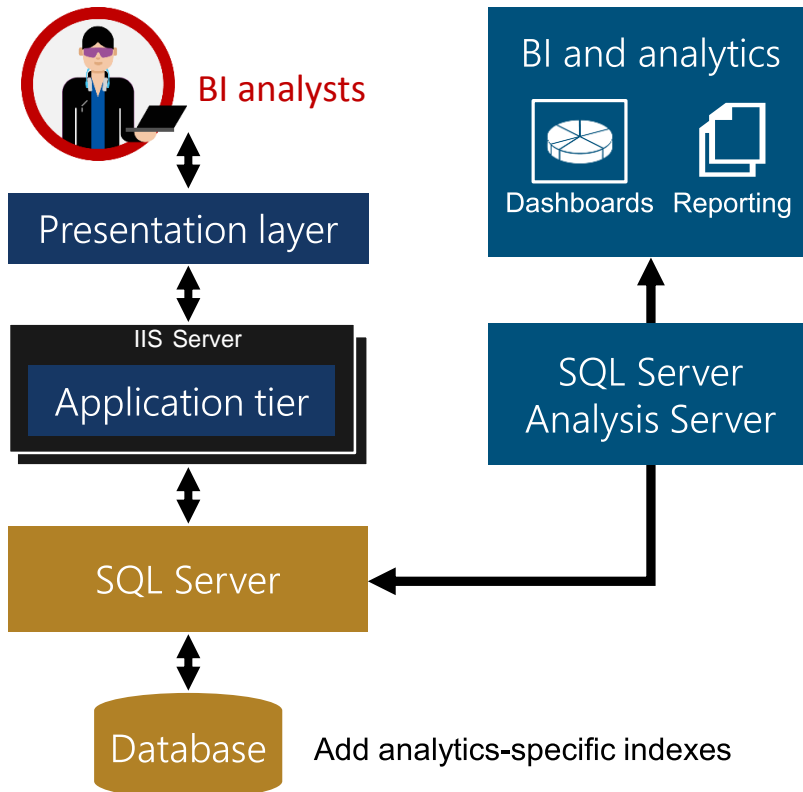 BI analysts
Presentation layer
IIS Server
Application tier
SQL Server
Database
Add analytics-specific indexes
BI and analytics
Dashboards
Reporting
SQL Server
Analysis Server